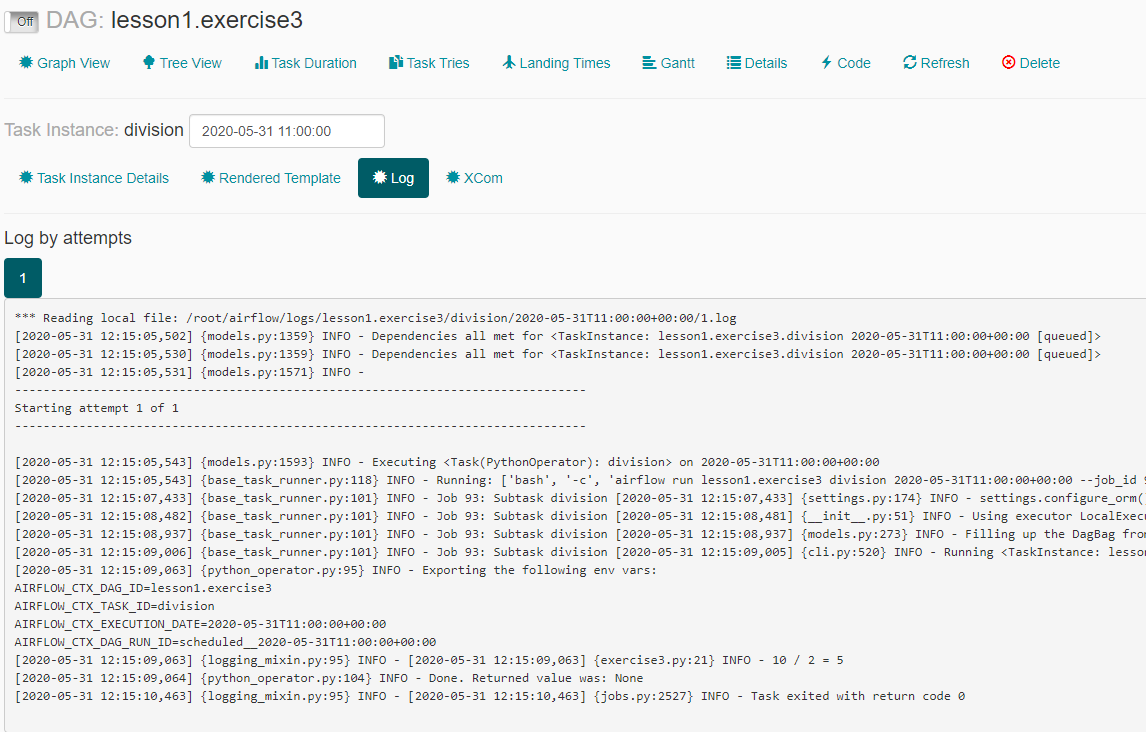 Off DAG: lesson1.exercise3
Graph View Tree View Task Duration Task Tries Landing Times Gantt Details Code Refresh Delete
Task Instance: division 2020-05-31 11:00:00
Task Instance Details Rendered Template Log XCom
Log by attempts
1
*** Reading local file: /root/airflow/logs/lesson1.exercise3/division/2020-05-31T11:00:00+00:00/1.log
[2020-05-31 12:15:05,502] {models.py:1359} INFO - Dependencies all met for <TaskInstance: lesson1.exercise3.division 2020-05-31T11:00:00+00:00 [queued]>
[2020-05-31 12:15:05,530] {models.py:1359} INFO - Dependencies all met for <TaskInstance: lesson1.exercise3.division 2020-05-31T11:00:00+00:00 [queued]>
[2020-05-31 12:15:05,531] {models.py:1571} INFO -
--------------------------------------------------------------------------------
Starting attempt 1 of 1
--------------------------------------------------------------------------------
[2020-05-31 12:15:05,543] {models.py:1593} INFO - Executing <Task(PythonOperator): division> on 2020-05-31T11:00:00+00:00
[2020-05-31 12:15:05,543] {base_task_runner.py:118} INFO - Running: ['bash', '-c', 'airflow run lesson1.exercise3 division 2020-05-31T11:00:00+00:00 --job_id
[2020-05-31 12:15:07,433] {base_task_runner.py:101} INFO - Job 93: Subtask division [2020-05-31 12:15:07,433] {settings.py:174} INFO - settings.configure_orm(
[2020-05-31 12:15:08,482] {base_task_runner.py:101} INFO - Job 93: Subtask division [2020-05-31 12:15:08,481] {__init__.py:51} INFO - Using executor LocalExecu
[2020-05-31 12:15:08,937] {base_task_runner.py:101} INFO - Job 93: Subtask division [2020-05-31 12:15:08,937] {models.py:273} INFO - Filling up the DagBag fro
[2020-05-31 12:15:09,006] {base_task_runner.py:101} INFO - Job 93: Subtask division [2020-05-31 12:15:09,005] {cli.py:520} INFO - Running <TaskInstance: lesso
[2020-05-31 12:15:09,063] {python_operator.py:95} INFO - Exporting the following env vars:
AIRFLOW_CTX_DAG_ID=lesson1.exercise3
AIRFLOW_CTX_TASK_ID=division
AIRFLOW_CTX_EXECUTION_DATE=2020-05-31T11:00:00+00:00
AIRFLOW_CTX_DAG_RUN_ID=scheduled__2020-05-31T11:00:00+00:00
[2020-05-31 12:15:09,063] {logging_mixin.py:95} INFO - [2020-05-31 12:15:09,063] {exercise3.py:21} INFO - 10 / 2 = 5
[2020-05-31 12:15:09,064] {python_operator.py:104} INFO - Done. Returned value was: None
[2020-05-31 12:15:10,463] {logging_mixin.py:95} INFO - [2020-05-31 12:15:10,463] {jobs.py:2527} INFO - Task exited with return code 0